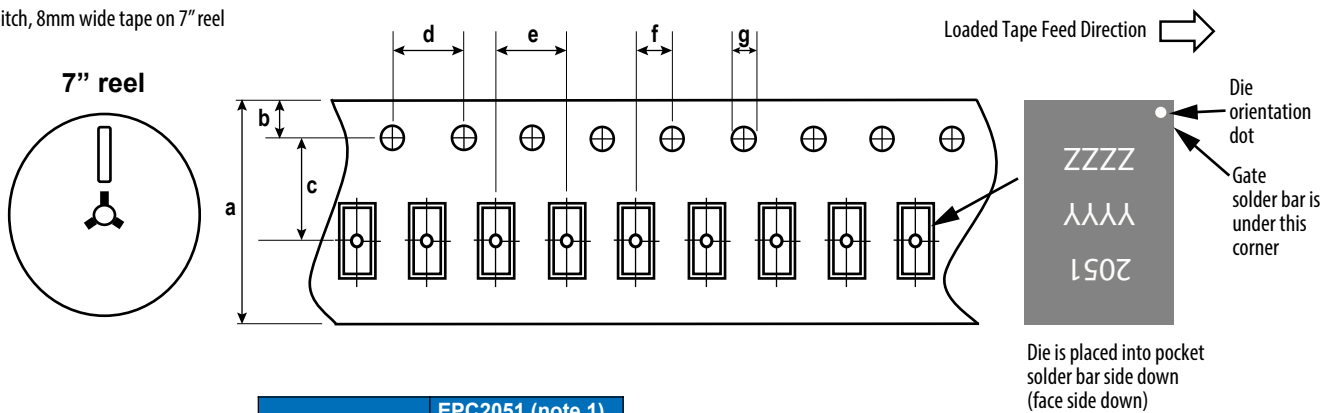 itch, 8mm wide tape on 7” reel
7” reel
a
b
c
d
e
f
g
Loaded Tape Feed Direction
Die
orientation
dot
Gate
solder bar is
under this
corner
2051
YYYY
ZZZZ
Die is placed into pocket
solder bar side down
(face side down)
EPC2051 (note 1)